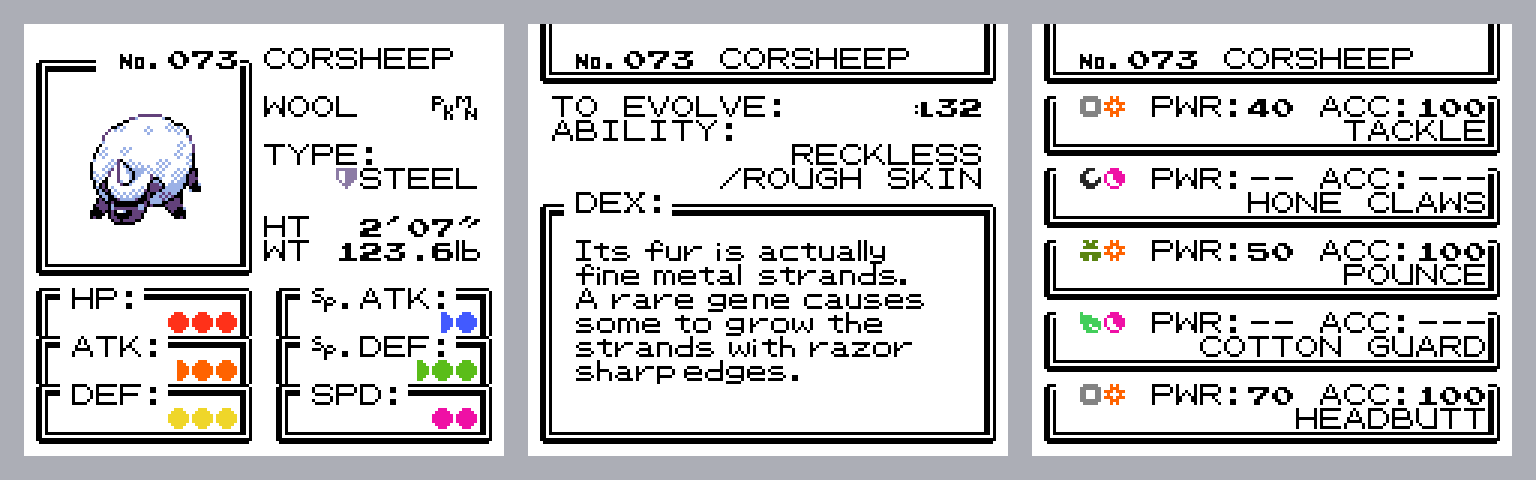 No.073 CORSHEEP
WOOL PKMN
TYPE:
STEEL
HT 2'07"
WT 123.6lb
HP:
ATK:
DEF:
Sp.ATK:
Sp.DEF:
SPD:
No.073 CORSHEEP
TO EVOLVE: :L32
ABILITY:
RECKLESS
/ROUGH SKIN
DEX:
Its fur is actually
fine metal strands.
A rare gene causes
some to grow the
strands with razor
sharp edges.
No.073 CORSHEEP
PWR:40 ACC:100
TACKLE
PWR:-- ACC:---
HONE CLAWS
PWR:50 ACC:100
POUNCE
PWR:-- ACC:---
COTTON GUARD
PWR:70 ACC:100
HEADBUTT